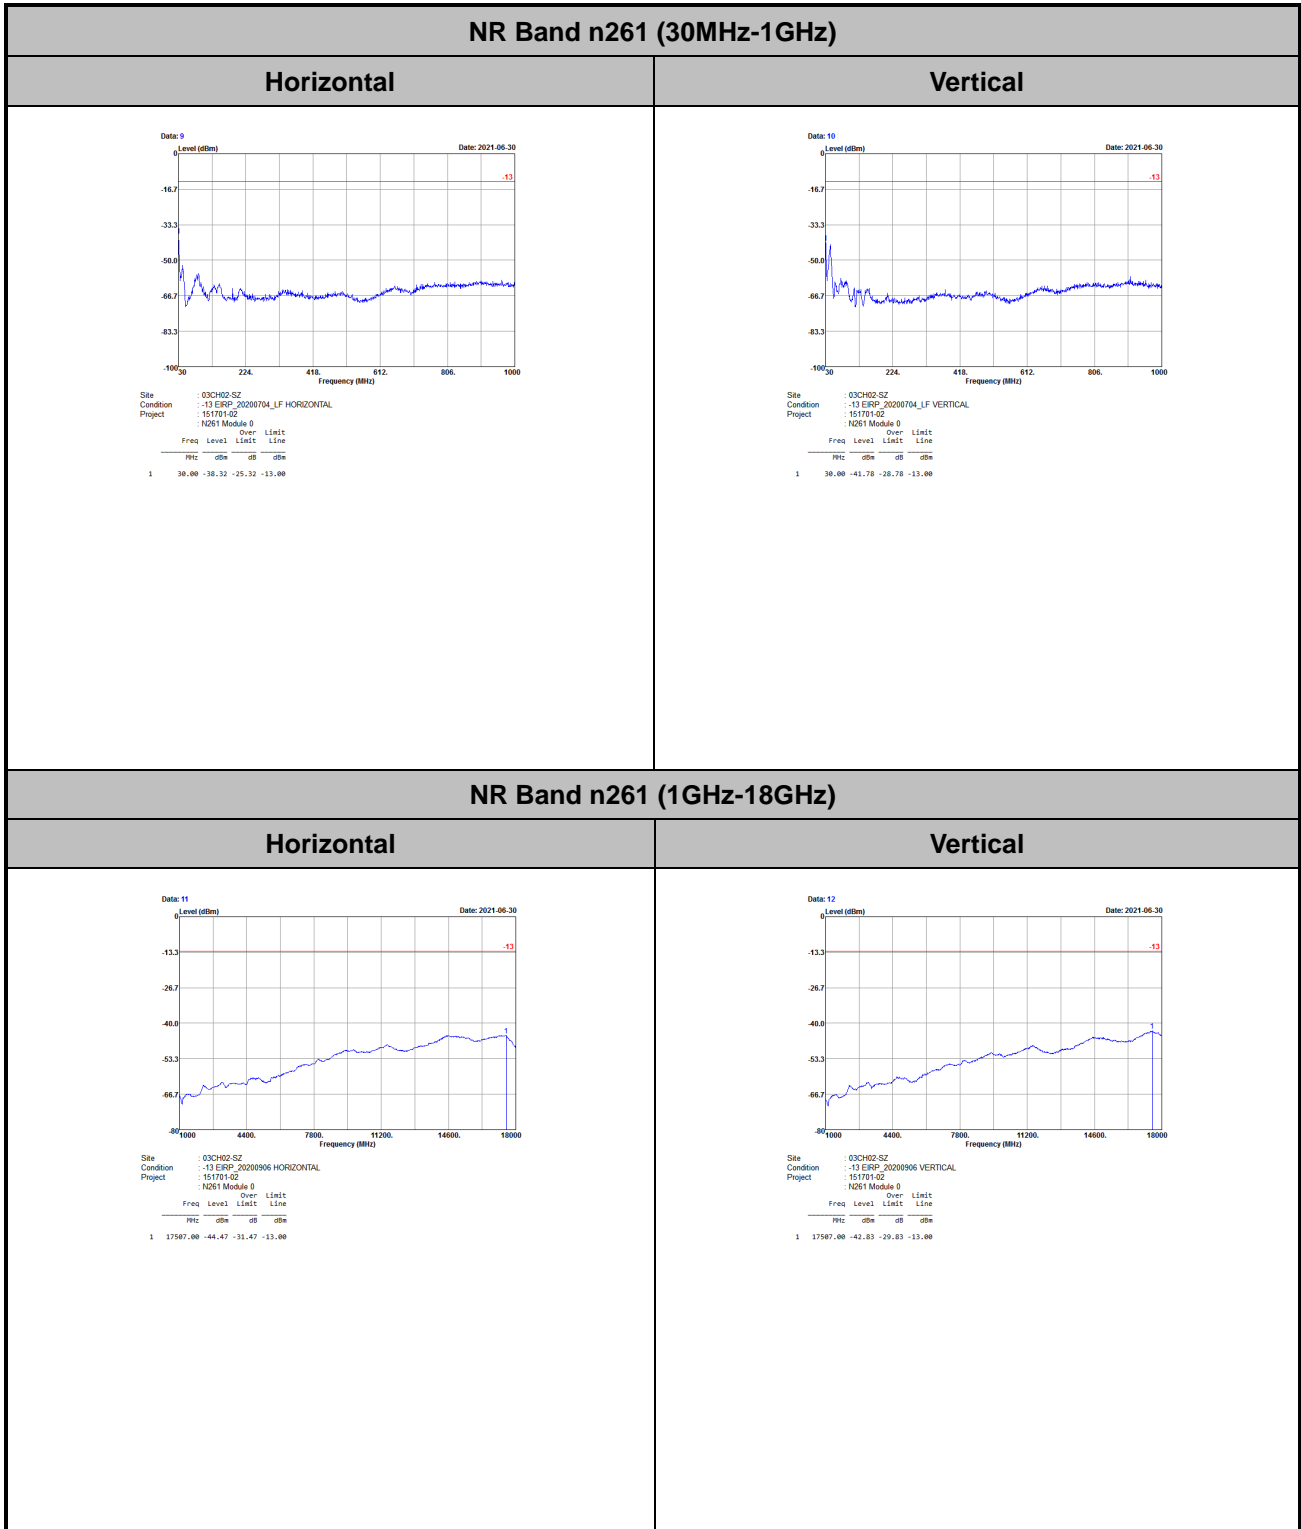 NR Band n261 (30MHz-1GHz)
Horizontal
Vertical
Data: 9
Level (dBm)
Date: 2021-06-30
0
-13
-16.7
-33.3
-50.0
-66.7
-83.3
-100
30
224.
418.
612.
806.
1000
Frequency (MHz)
Site : 03CH02-SZ
Condition : -13 EIRP_20200704_LF HORIZONTAL
Project : 151701-02
: N261 Module 0
Over Limit
Freq Level Limit Line
MHz dBm dB dBm
1 30.00 -38.32 -25.32 -13.00
Data: 10
Level (dBm)
Date: 2021-06-30
0
-13
-16.7
-33.3
-50.0
-66.7
-83.3
-100
30
224.
418.
612.
806.
1000
Frequency (MHz)
Site : 03CH02-SZ
Condition : -13 EIRP_20200704_LF VERTICAL
Project : 151701-02
: N261 Module 0
Over Limit
Freq Level Limit Line
MHz dBm dB dBm
1 30.00 -41.78 -28.78 -13.00
NR Band n261 (1GHz-18GHz)
Horizontal
Vertical
Data: 11
Level (dBm)
Date: 2021-06-30
0
-13
-13.3
-26.7
-40.0
1
-53.3
-66.7
-80
1000
4400.
7800.
11200.
14600.
18000
Frequency (MHz)
Site : 03CH02-SZ
Condition : -13 EIRP_20200906 HORIZONTAL
Project : 151701-02
: N261 Module 0
Over Limit
Freq Level Limit Line
MHz dBm dB dBm
1 17507.00 -44.47 -31.47 -13.00
Data: 12
Level (dBm)
Date: 2021-06-30
0
-13
-13.3
-26.7
-40.0
1
-53.3
-66.7
-80
1000
4400.
7800.
11200.
14600.
18000
Frequency (MHz)
Site : 03CH02-SZ
Condition : -13 EIRP_20200906 VERTICAL
Project : 151701-02
: N261 Module 0
Over Limit
Freq Level Limit Line
MHz dBm dB dBm
1 17507.00 -42.83 -29.83 -13.00